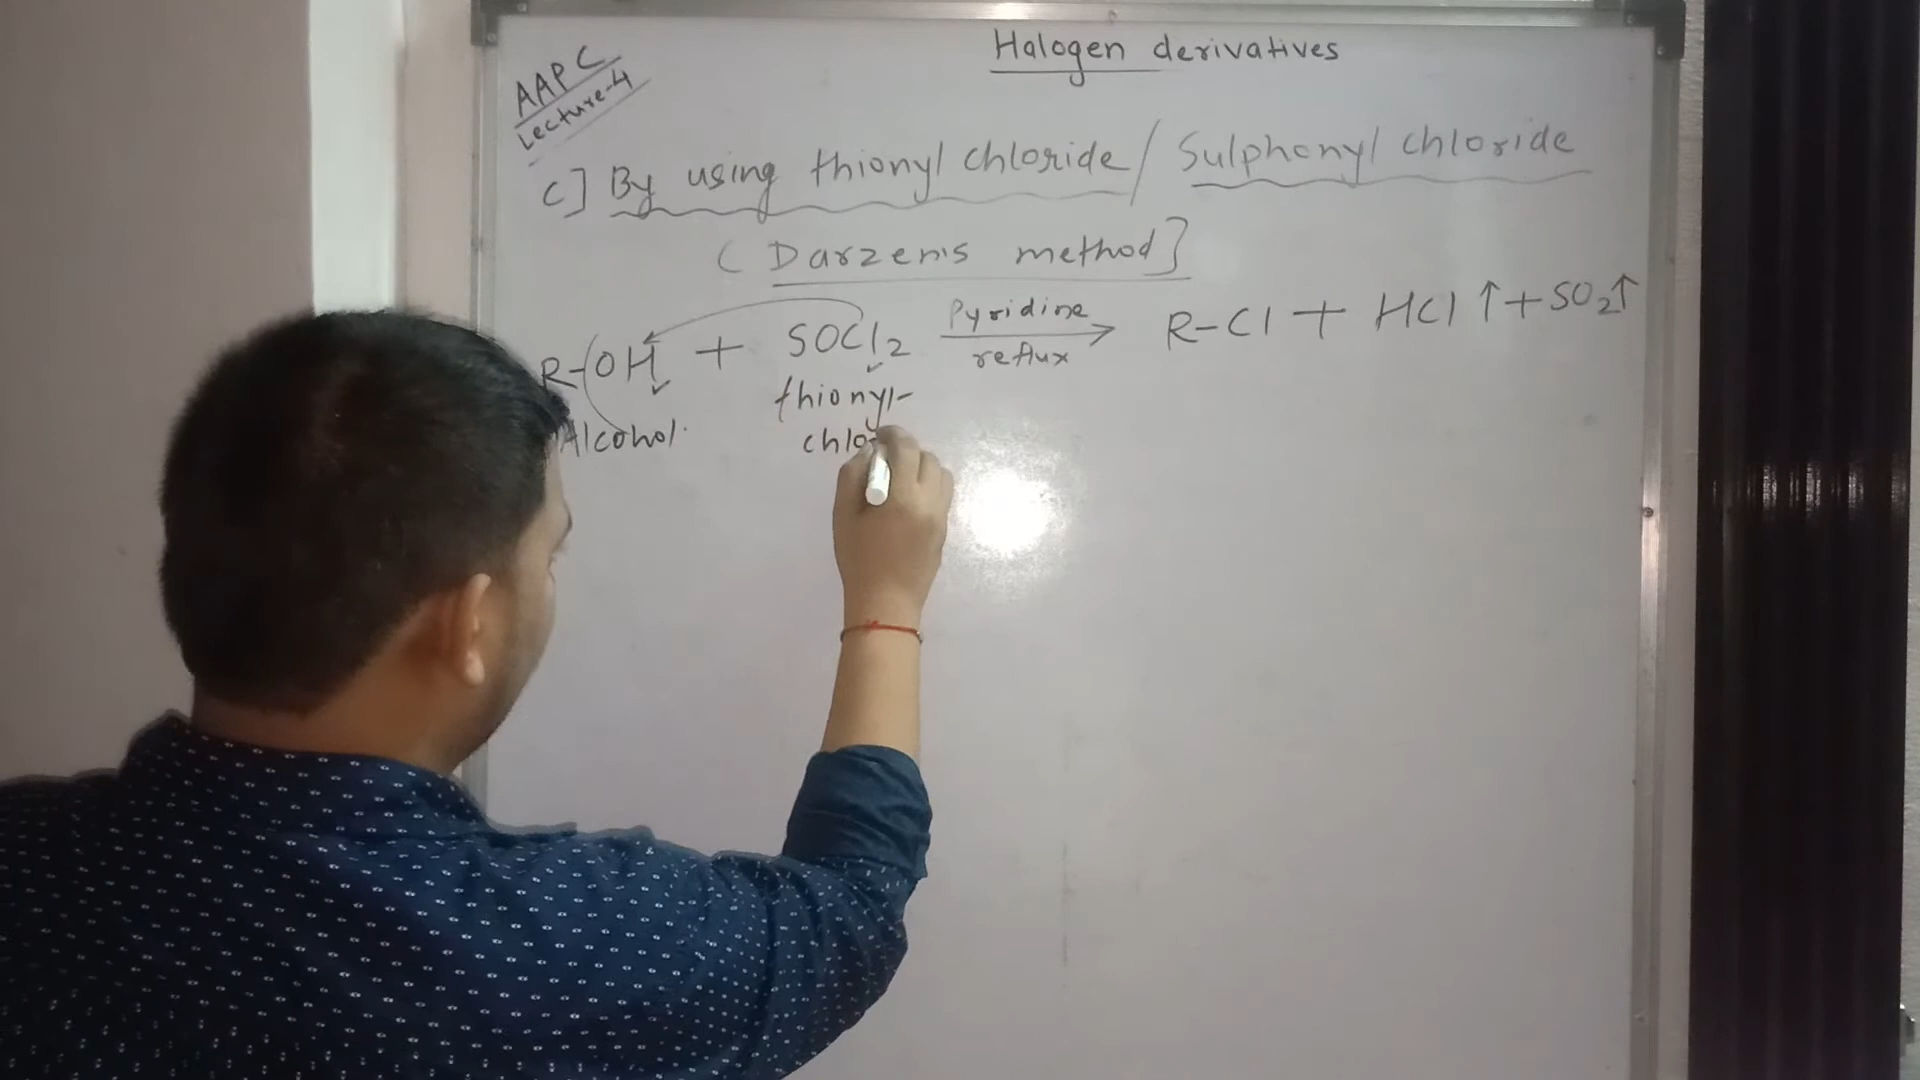 AAPC
Lecture-4
Halogen derivatives
C] By using thionyl chloride / Sulphonyl chloride
( Darzen's method ]
R-OH + SOCl2 Pyridine reflux → R-Cl + HCl ↑ + SO2 ↑
Alcohol. thionyl-
chlo